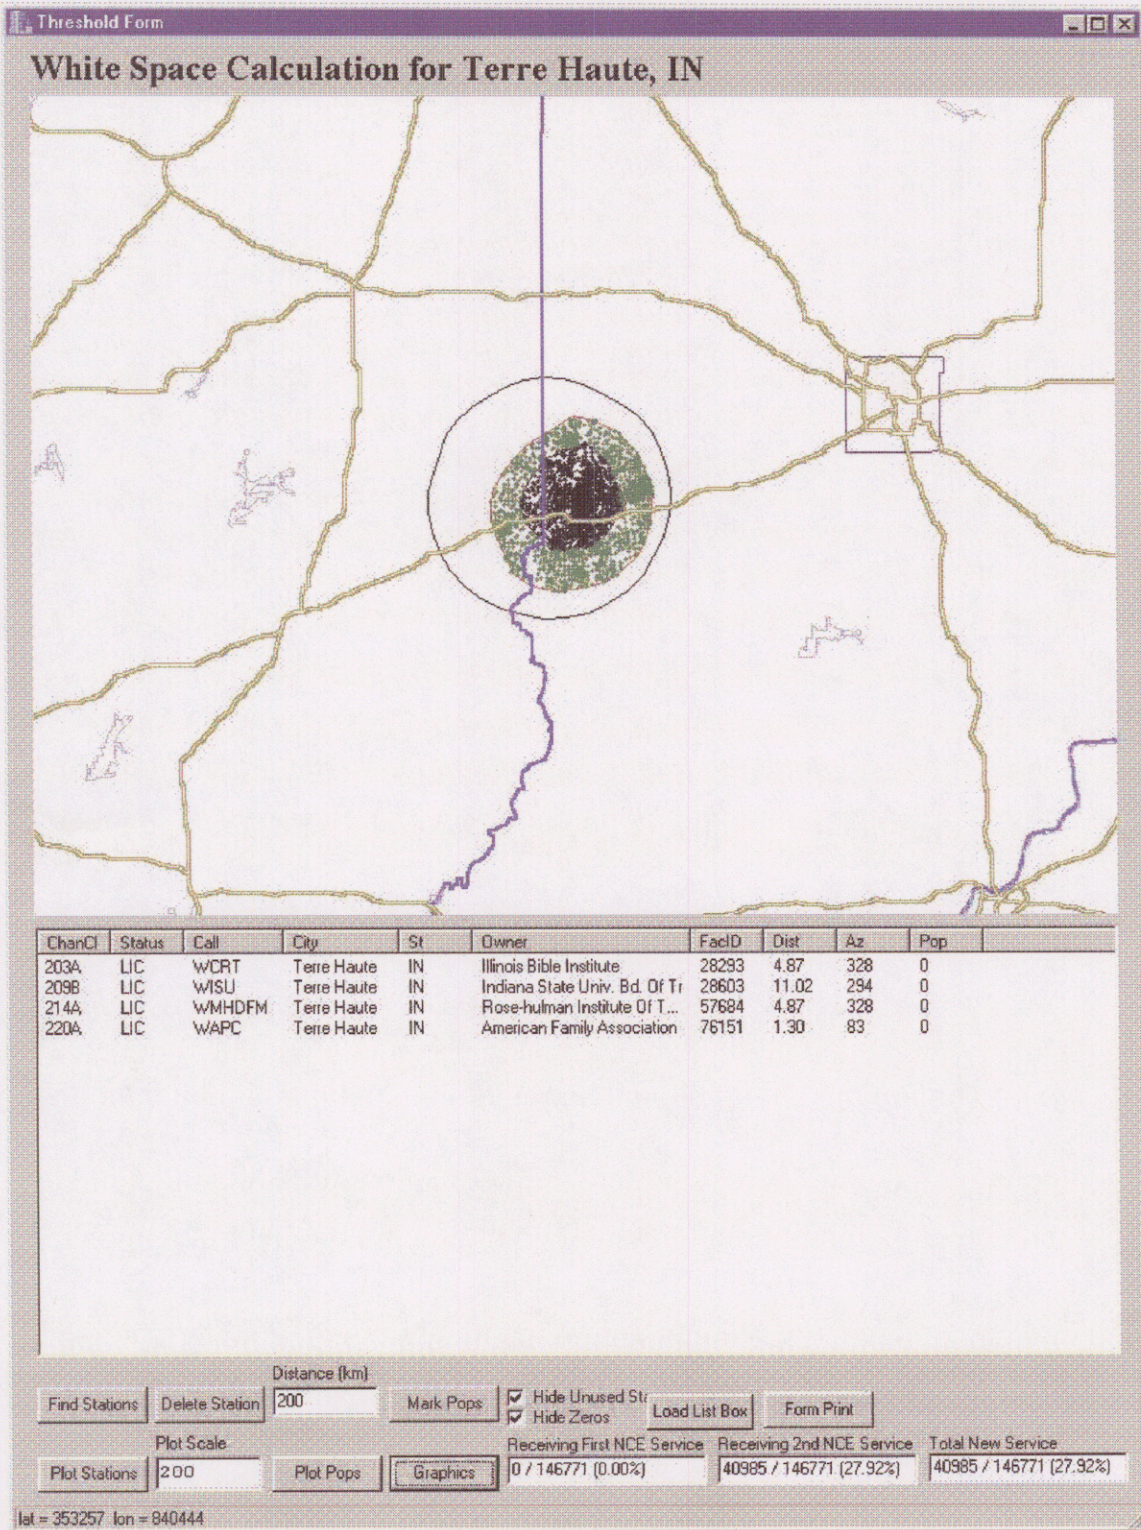 Threshold Form
White Space Calculation for Terre Haute, IN
ChanCl Status Call City St Owner FacID Dist Az Pop
203A LIC WCRT Terre Haute IN Illinois Bible Institute 28293 4.87 328 0
209B LIC WISU Terre Haute IN Indiana State Univ. Bd. Of Tr 28603 11.02 294 0
214A LIC WMHDFM Terre Haute IN Rose-hulman Institute Of T... 57684 4.87 328 0
220A LIC WAPC Terre Haute IN American Family Association 76151 1.30 83 0
Distance (km)
Find Stations Delete Station 200 Mark Pops Hide Unused Sta Load List Box Form Print
Hide Zeros
Plot Scale Receiving First NCE Service Receiving 2nd NCE Service Total New Service
Plot Stations 200 Plot Pops Graphics 0 / 146771 (0.00%) 40985 / 146771 (27.92%) 40985 / 146771 (27.92%)
lat = 353257 lon = 840444